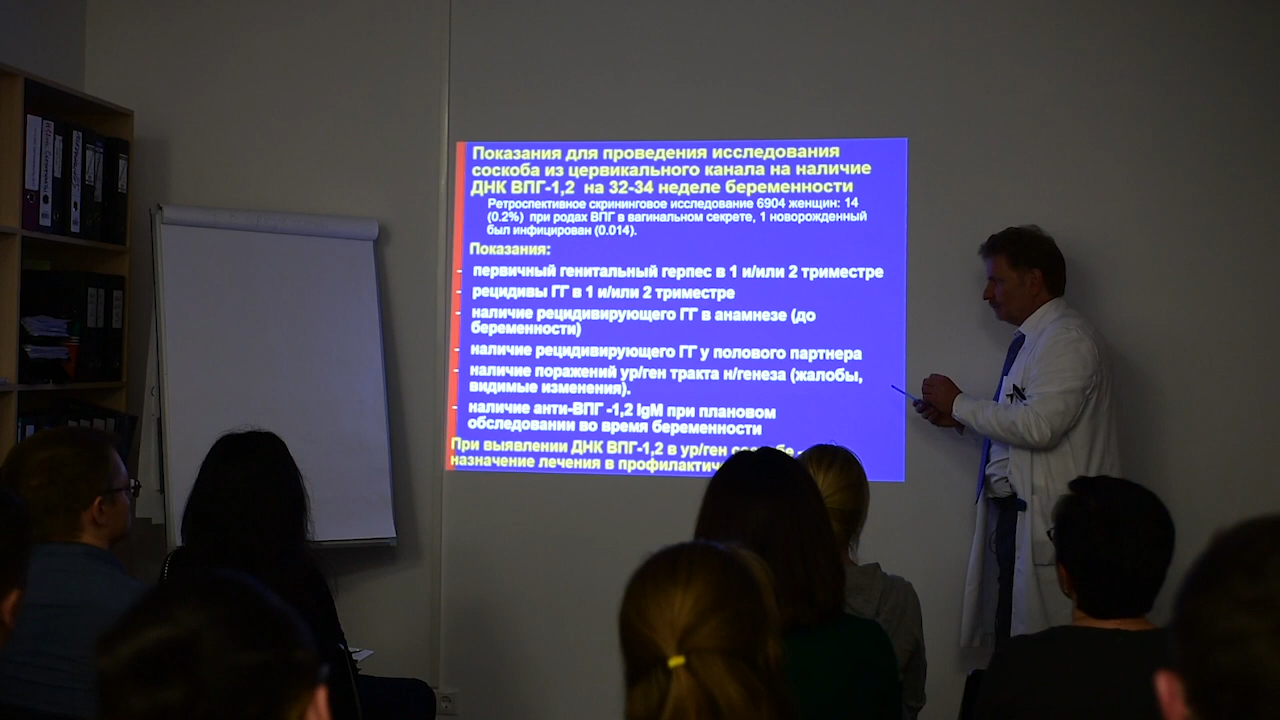 Показания для проведения исследования
соскоба из цервикального канала на наличие
ДНК ВПГ-1,2 на 32-34 неделе беременности
Ретроспективное скрининговое исследование 6904 женщин: 14
(0.2%) при родах ВПГ в вагинальном секрете, 1 новорожденный
был инфицирован (0.014).
Показания:
первичный генитальный герпес в 1 и/или 2 триместре
рецидивы ГГ в 1 и/или 2 триместре
наличие рецидивирующего ГГ в анамнезе (до
беременности)
наличие рецидивирующего ГГ у полового партнера
наличие поражений ур/ген тракта н/генеза (жалобы,
видимые изменения).
наличие анти-ВПГ -1,2 IgM при плановом
обследовании во время беременности
При выявлении ДНК ВПГ-1,2 в ур/ген
назначение лечения в